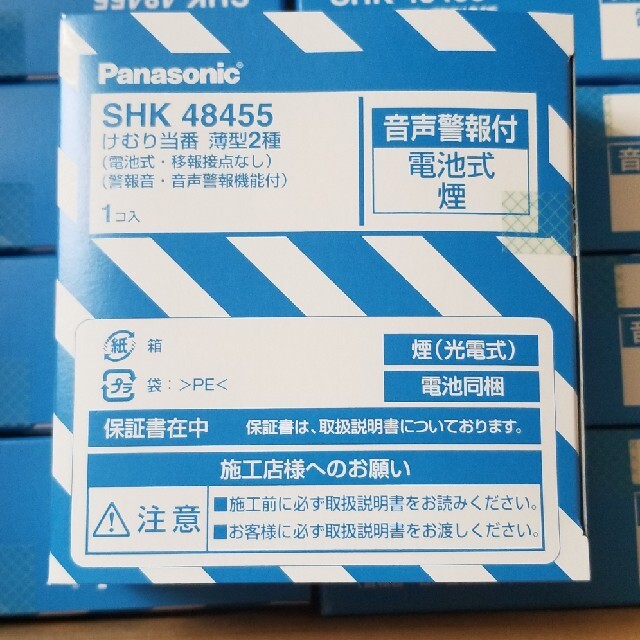 SHK 48455
Panasonic
SHK 48455
けむり当番 薄型2種
(電池式・移報接点なし)
(警報音・音声警報機能付)
1コ入
音声警報付
電池式
煙
紙 箱
プラ 袋：>PE<
煙(光電式)
電池同梱
保証書在中 保証書は、取扱説明書についております。
施工店様へのお願い
注意
■施工前に必ず取扱説明書をお読みください。
■お客様に必ず取扱説明書をお渡しください。